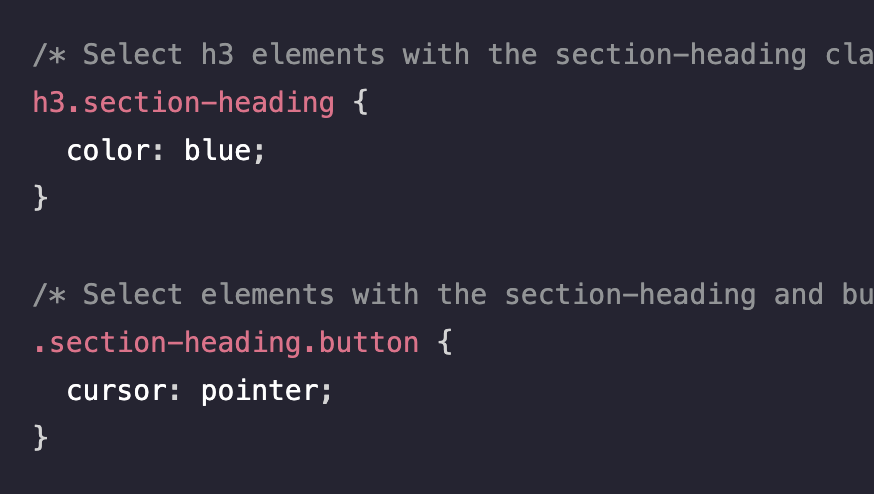 /* Select h3 elements with the section-heading cla
h3.section-heading {
  color: blue;
}

/* Select elements with the section-heading and bu
.section-heading.button {
  cursor: pointer;
}